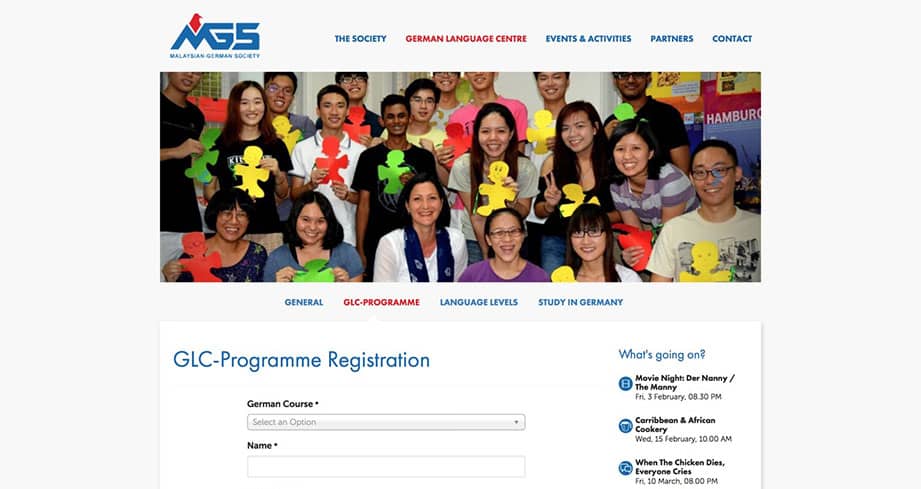 MGS
MALAYSIAN-GERMAN SOCIETY
THE SOCIETY
GERMAN LANGUAGE CENTRE
EVENTS & ACTIVITIES
PARTNERS
CONTACT
HAMBURG
GENERAL
GLC-PROGRAMME
LANGUAGE LEVELS
STUDY IN GERMANY
GLC-Programme Registration
German Course •
Select an Option
Name •
What's going on?
Movie Night: Der Nanny /
The Manny
Fri, 3 February, 08.30 PM
Carribbean & African
Cookery
Wed, 15 February, 10.00 AM
When The Chicken Dies,
Everyone Cries
Fri, 10 March, 08.00 PM